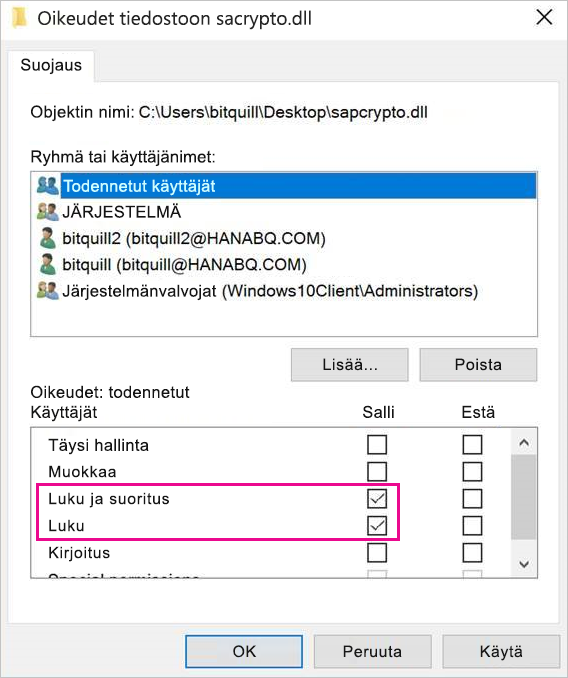 Oikeudet tiedostoon sacrypto.dll
Suojaus
Objektin nimi: C:\Users\bitquill\Desktop\sapcrypto.dll
Ryhmä tai käyttäjänimet:
Todennetut käyttäjät
JÄRJESTELMÄ
bitquill2 (bitquill2@HANABQ.COM)
bitquill (bitquill@HANABQ.COM)
Järjestelmänvalvojat (Windows10Client\Administrators)
Lisää... Poista
Oikeudet: todennetut
Käyttäjät Salli Estä
Täysi hallinta
Muokkaa
Luku ja suoritus
Luku
Kirjoitus
Special permissions
OK Peruuta Käytä